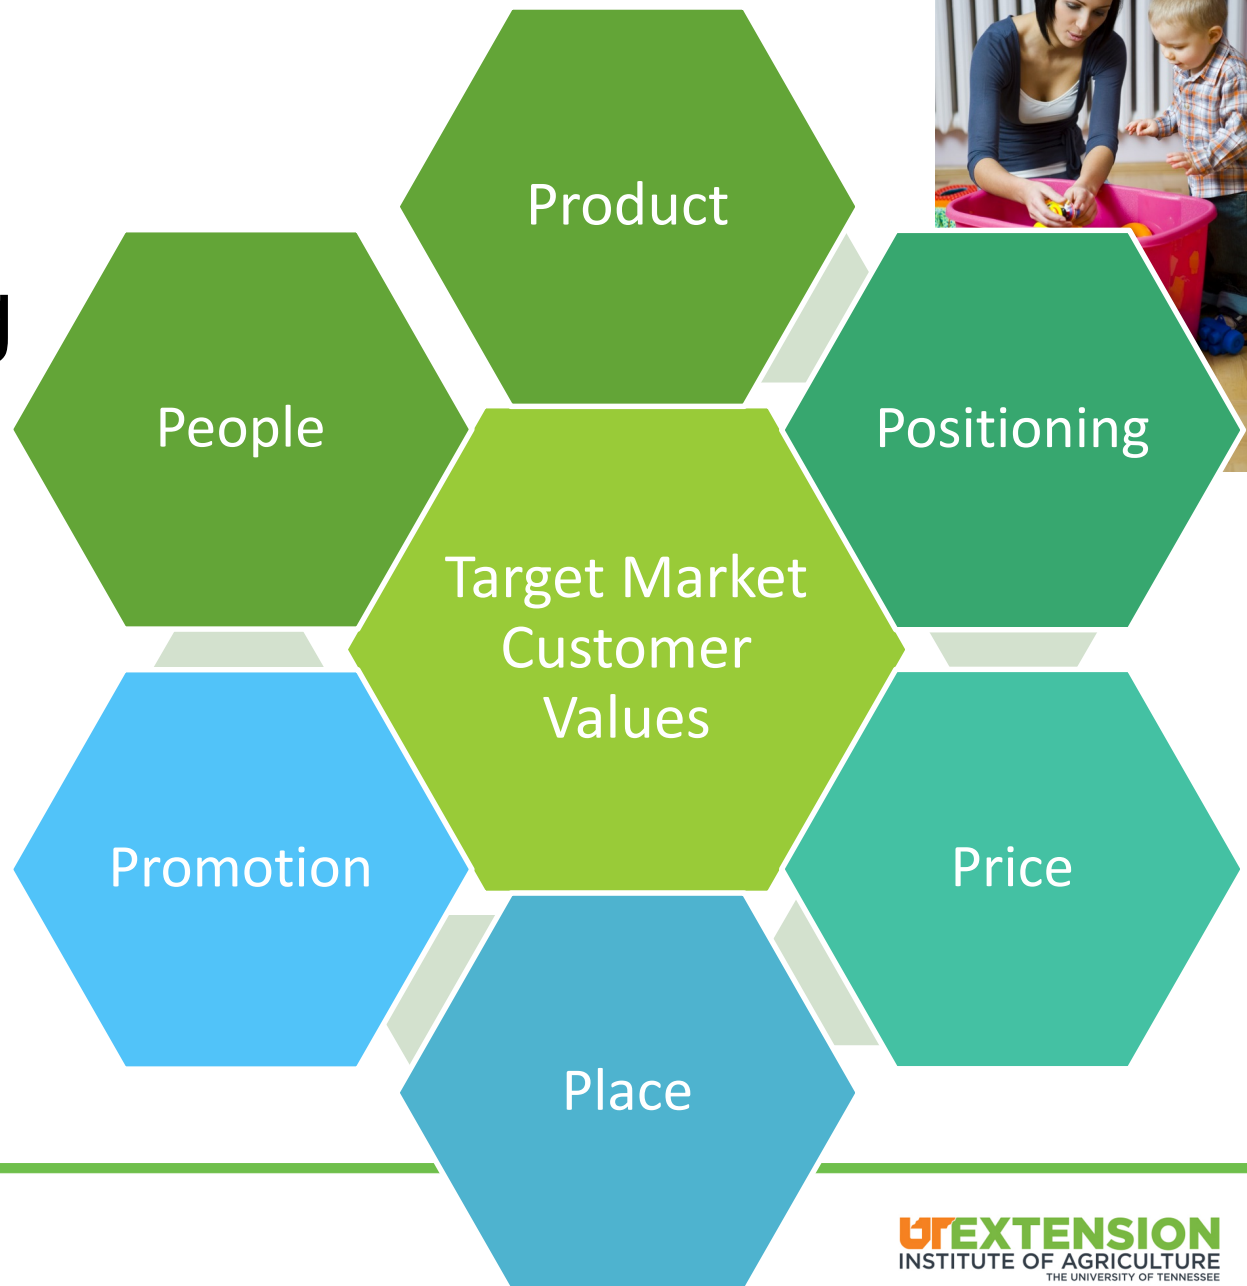 Product
g
People
Positioning
Target Market
Customer
Values
Promotion
Price
Place
UTEXTENSION
INSTITUTE OF AGRICULTURE
THE UNIVERSITY OF TENNESSEE